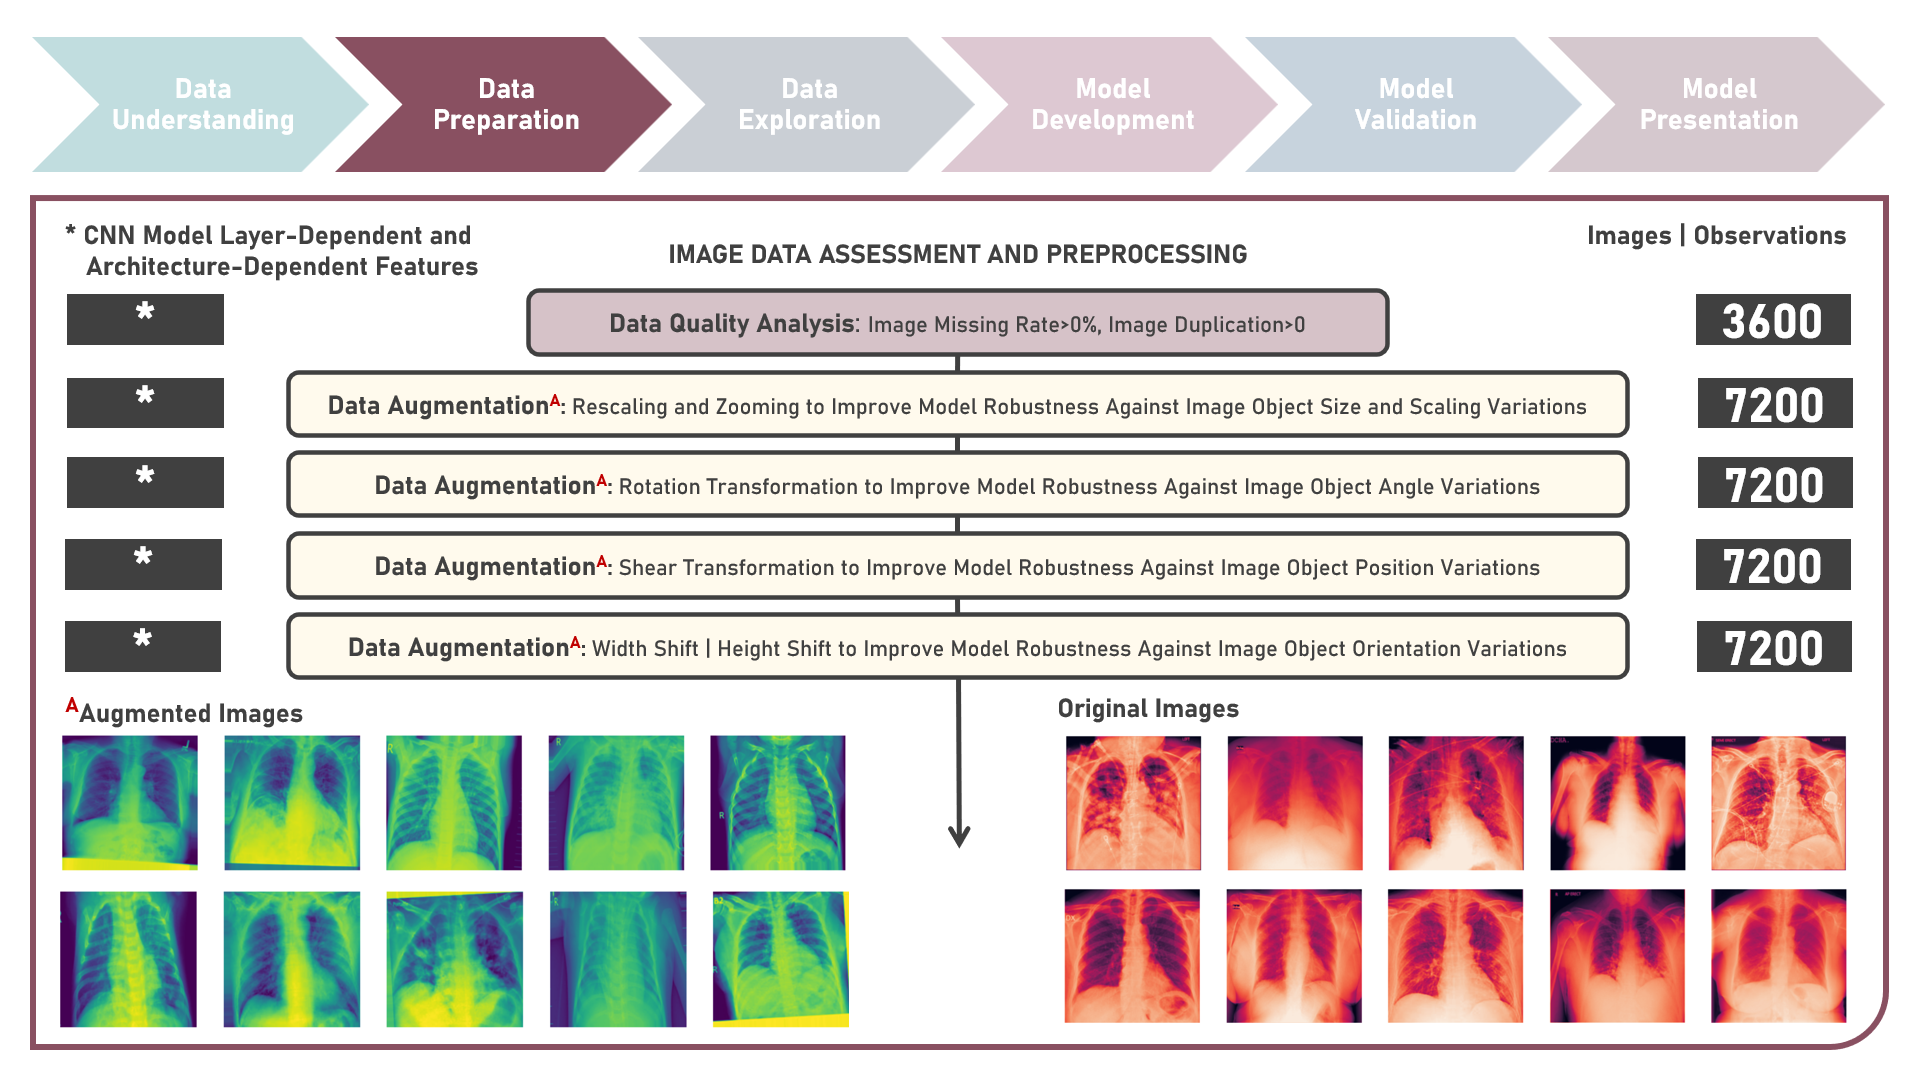 Data
Understanding
Data
Preparation
Data
Exploration
Model
Development
Model
Validation
Model
Presentation
* CNN Model Layer-Dependent and
Architecture-Dependent Features
IMAGE DATA ASSESSMENT AND PREPROCESSING
Images | Observations
*
Data Quality Analysis: Image Missing Rate>0%, Image Duplication>0
3600
*
Data Augmentation^A: Rescaling and Zooming to Improve Model Robustness Against Image Object Size and Scaling Variations
7200
*
Data Augmentation^A: Rotation Transformation to Improve Model Robustness Against Image Object Angle Variations
7200
*
Data Augmentation^A: Shear Transformation to Improve Model Robustness Against Image Object Position Variations
7200
*
Data Augmentation^A: Width Shift | Height Shift to Improve Model Robustness Against Image Object Orientation Variations
7200
^AAugmented Images
Original Images
R
R
R
R